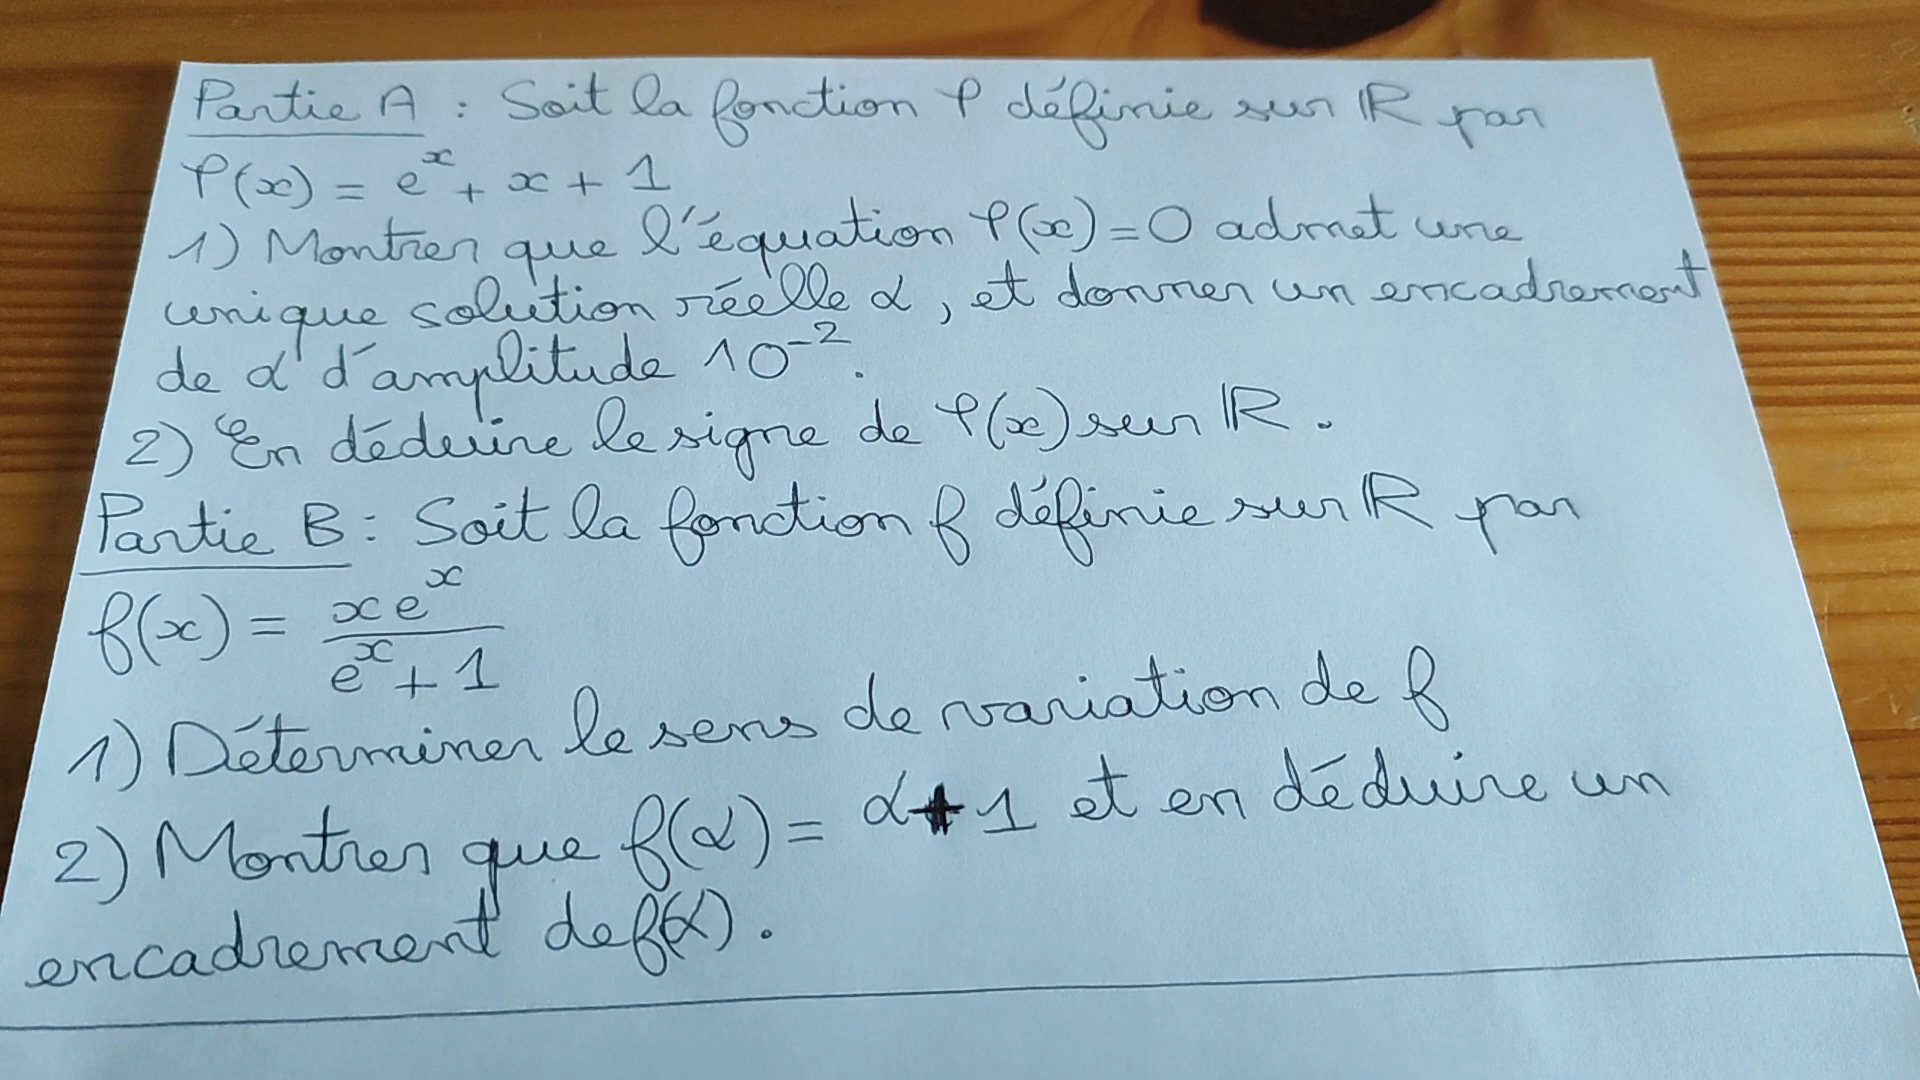 Partie A : Soit la fonction φ définie sur ℝ par
φ(x) = e^x + x + 1
1) Montrer que l'équation φ(x) = 0 admet une
unique solution réelle α, et donner un encadrement
de α d'amplitude 10^-2.
2) En déduire le signe de φ(x) sur ℝ.
Partie B : Soit la fonction f définie sur ℝ par
f(x) = xe^x / (e^x + 1)
1) Déterminer le sens de variation de f
2) Montrer que f(α) = α + 1 et en déduire un
encadrement de f(α).